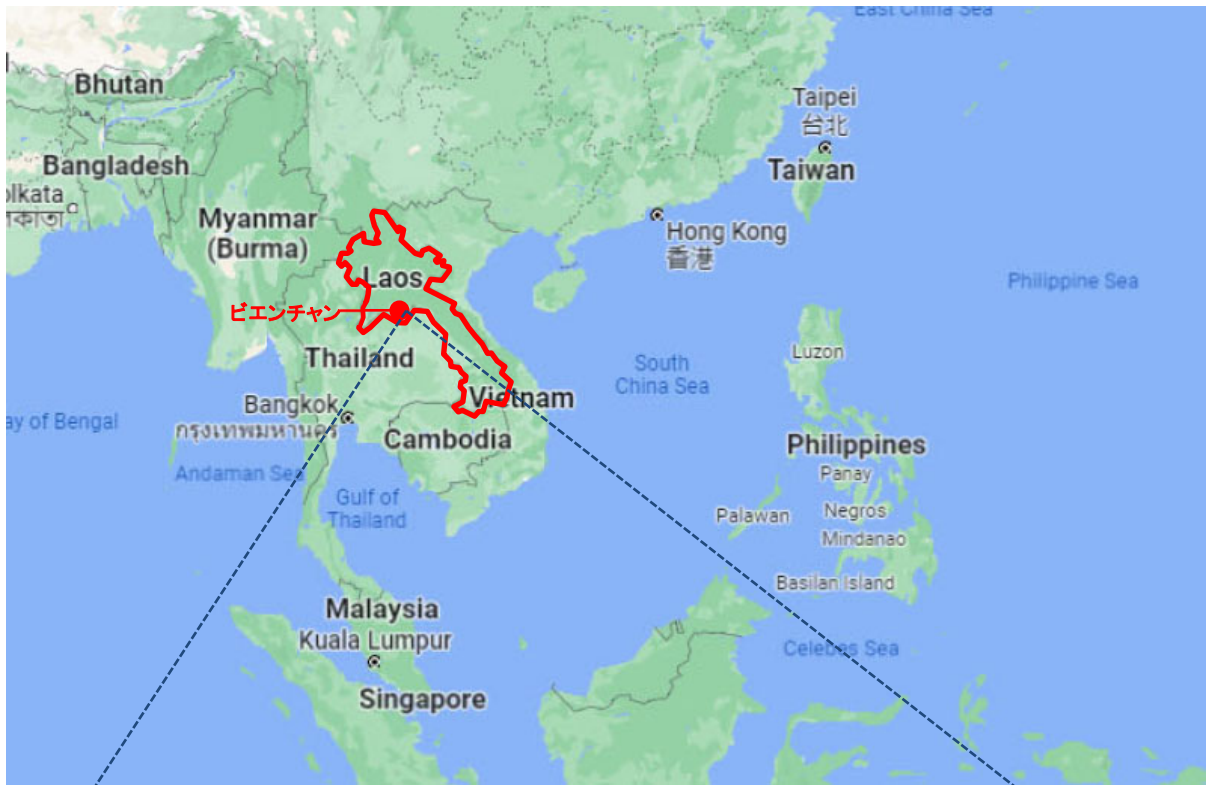 East China Sea
Bhutan
Taipei
台北
Bangladesh
Taiwan
olkata
Myanmar
(Burma)
Hong Kong
香港
Laos
Philippine Sea
ビエンチャン
Thailand
Luzon
South
China Sea
Vietnam
Bangkok
กรุงเทพมหานคร
ay of Bengal
Cambodia
Philippines
Andaman Sea
Panay
Gulf of
Thailand
Palawan
Negros
Mindanao
Basilan Island
Malaysia
Kuala Lumpur
Celebes Sea
Singapore